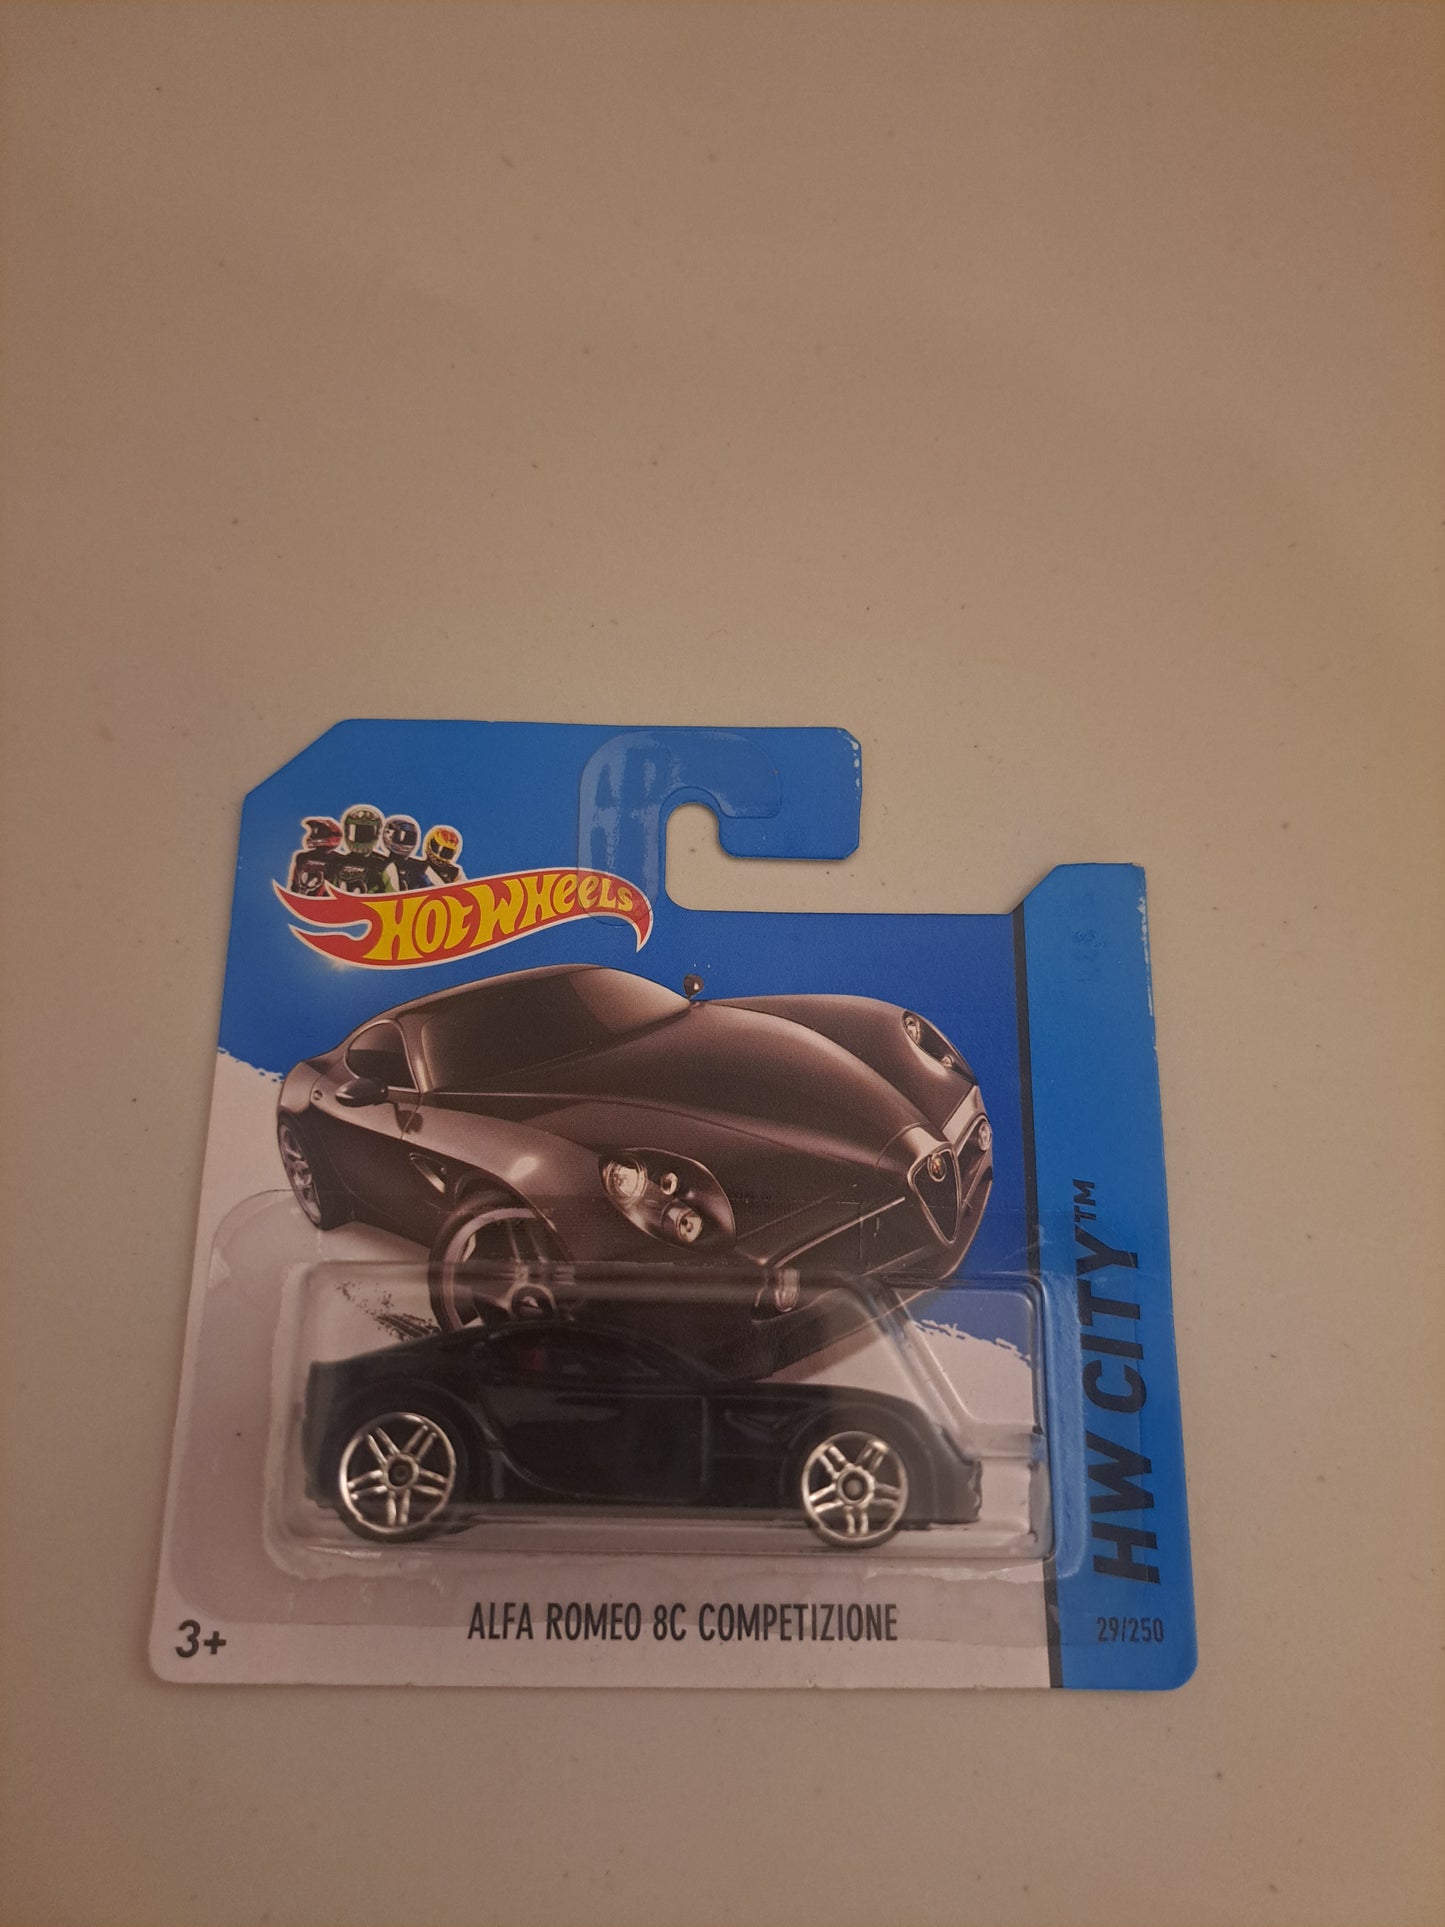 HOT WHEELS
HW CITY™
ALFA ROMEO 8C COMPETIZIONE
3+
29/250